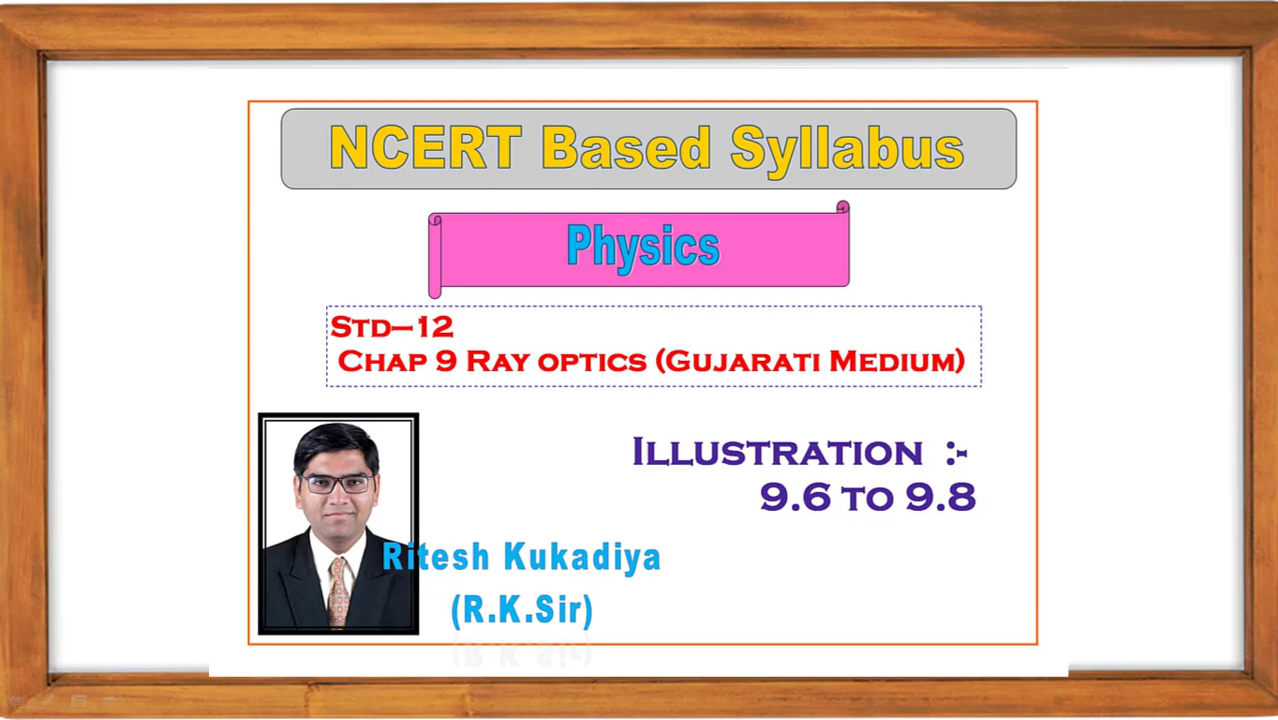 NCERT Based Syllabus
Physics
STD–12
CHAP 9 RAY OPTICS (GUJARATI MEDIUM)
ILLUSTRATION :-
9.6 TO 9.8
Ritesh Kukadiya
(R.K.Sir)